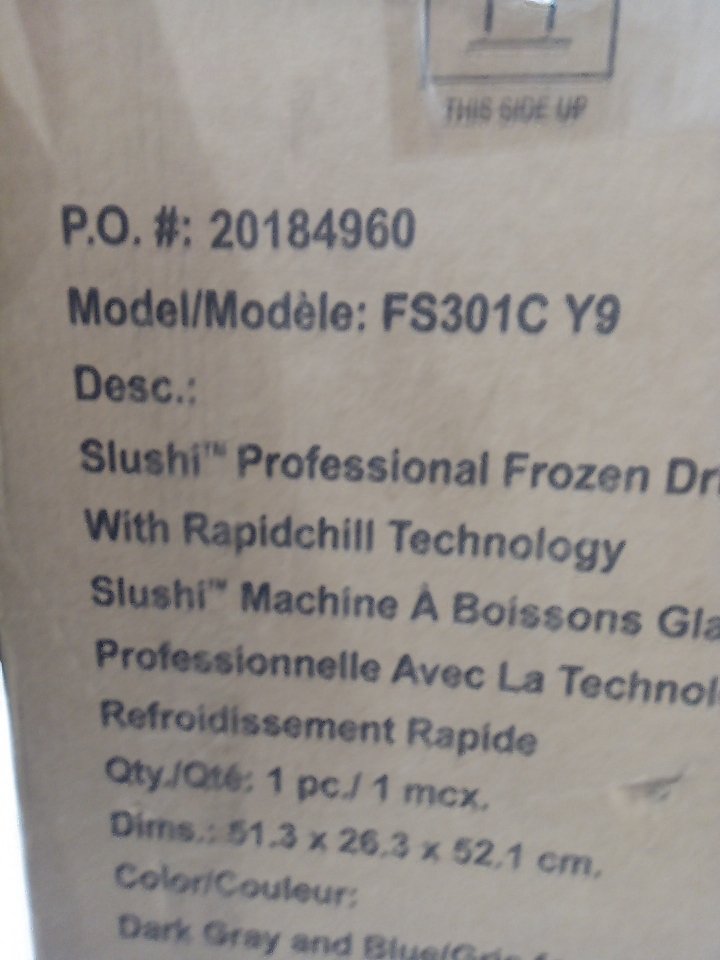 THIS SIDE UP
P.O. #: 20184960
Model/Modèle: FS301C Y9
Desc.:
Slushi™ Professional Frozen
With Rapidchill Technology
Slushi™ Machine À Boissons
Professionnelle Avec La
Refroidissement Rapide
Qty./Qté: 1 pc./ 1 mcx.
Dims.: 51.3 x 26.3 x 52.1 cm.
Color/Couleur:
Dark Gray and Blue/Gris